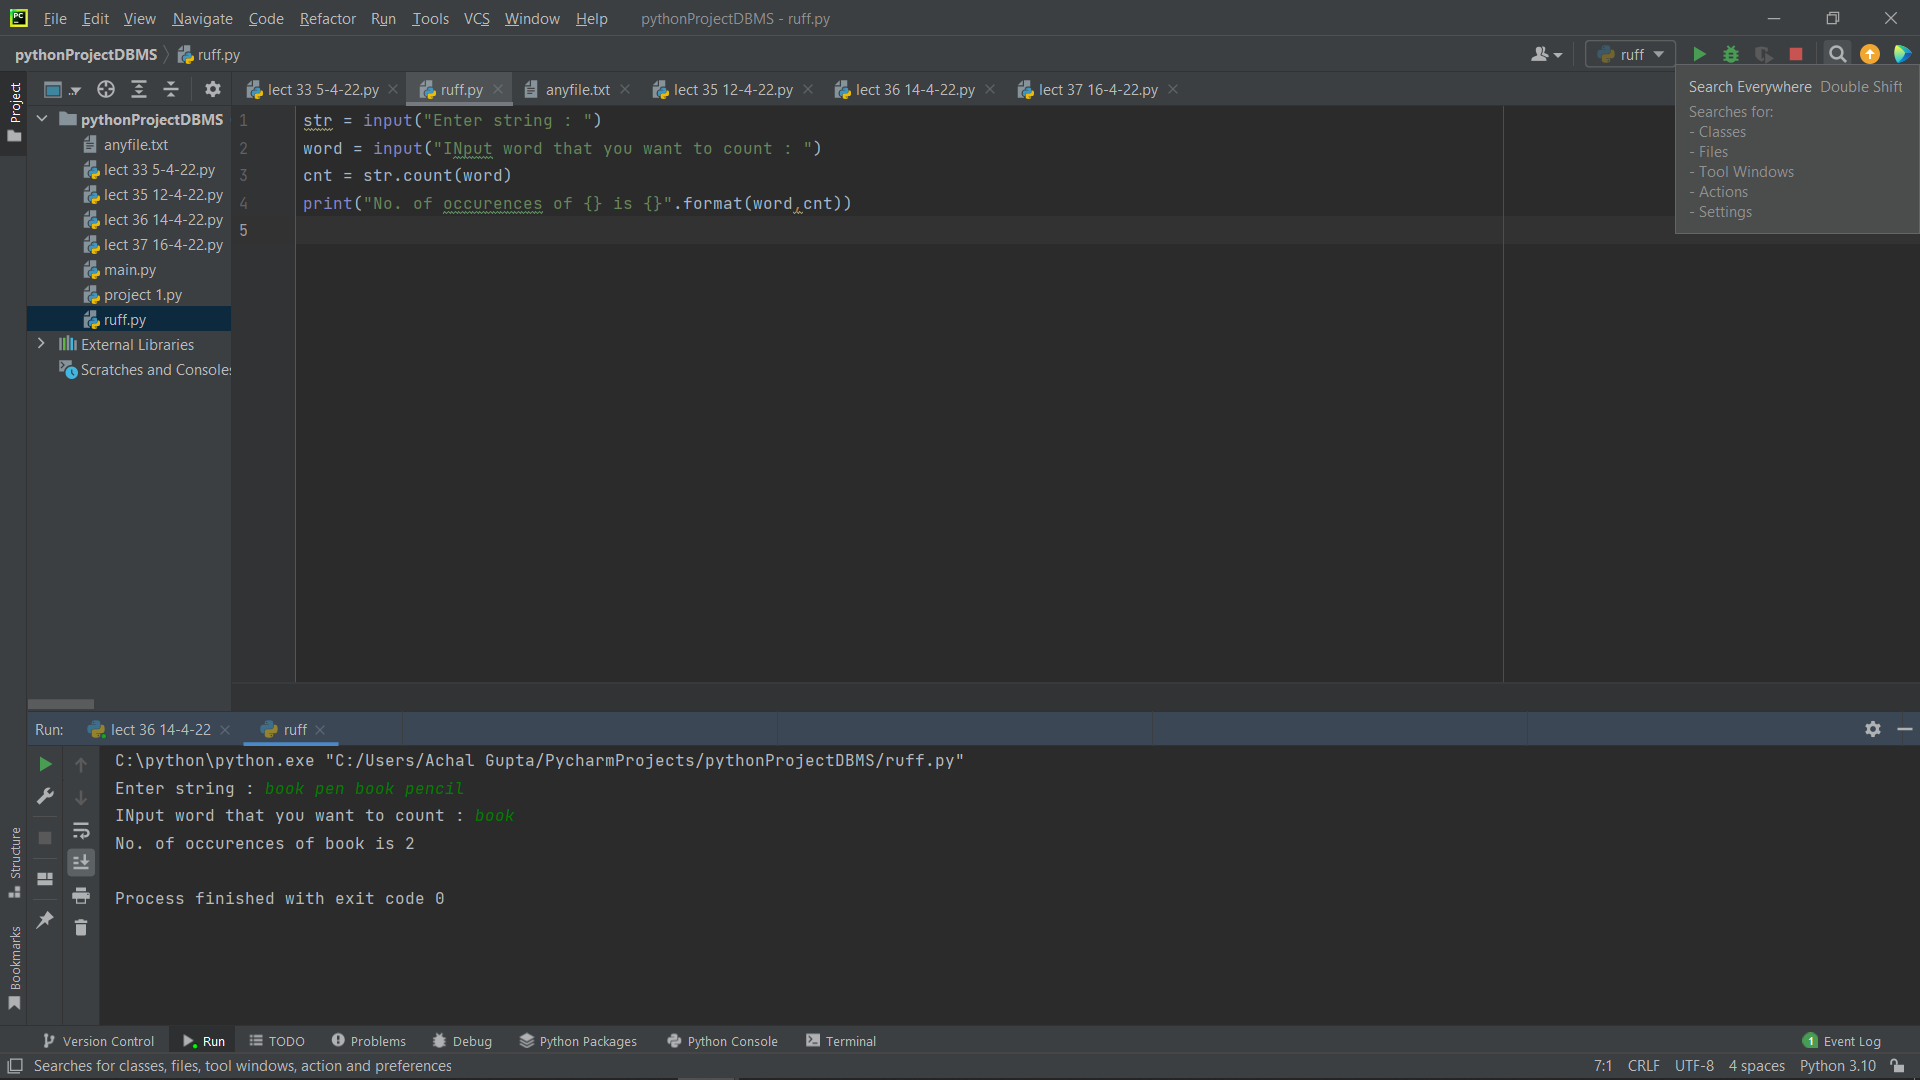 PC File Edit View Navigate Code Refactor Run Tools VCS Window Help pythonProjectDBMS - ruff.py
pythonProjectDBMS ruff.py ruff
Project
lect 33 5-4-22.py ruff.py anyfile.txt lect 35 12-4-22.py lect 36 14-4-22.py lect 37 16-4-22.py
Search Everywhere Double Shift
Searches for:
- Classes
- Files
- Tool Windows
- Actions
- Settings
pythonProjectDBMS
anyfile.txt
lect 33 5-4-22.py
lect 35 12-4-22.py
lect 36 14-4-22.py
lect 37 16-4-22.py
main.py
project 1.py
ruff.py
External Libraries
Scratches and Consoles
1 str = input("Enter string : ")
2 word = input("INput word that you want to count : ")
3 cnt = str.count(word)
4 print("No. of occurences of {} is {}".format(word,cnt))
5
Run: lect 36 14-4-22 ruff
C:\python\python.exe "C:/Users/Achal Gupta/PycharmProjects/pythonProjectDBMS/ruff.py"
Enter string : book pen book pencil
INput word that you want to count : book
No. of occurences of book is 2
Process finished with exit code 0
Structure
Bookmarks
Version Control Run TODO Problems Debug Python Packages Python Console Terminal 1 Event Log
Searches for classes, files, tool windows, action and preferences 7:1 CRLF UTF-8 4 spaces Python 3.10